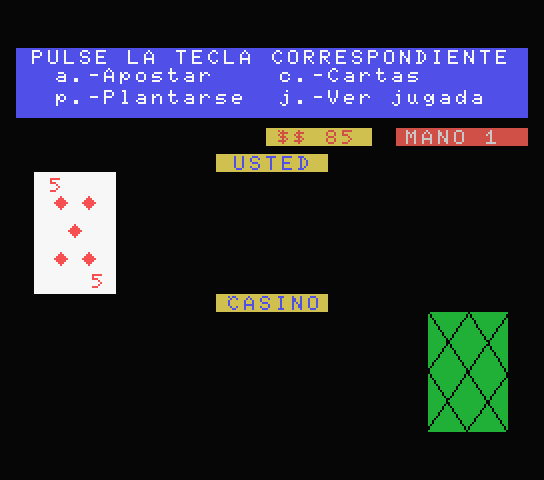 PULSE LA TECLA CORRESPONDIENTE
a.-Apostar c.-Cartas
p.-Plantarse j.-Ver jugada
$$ 85 MANO 1
USTED
5
5
CASINO